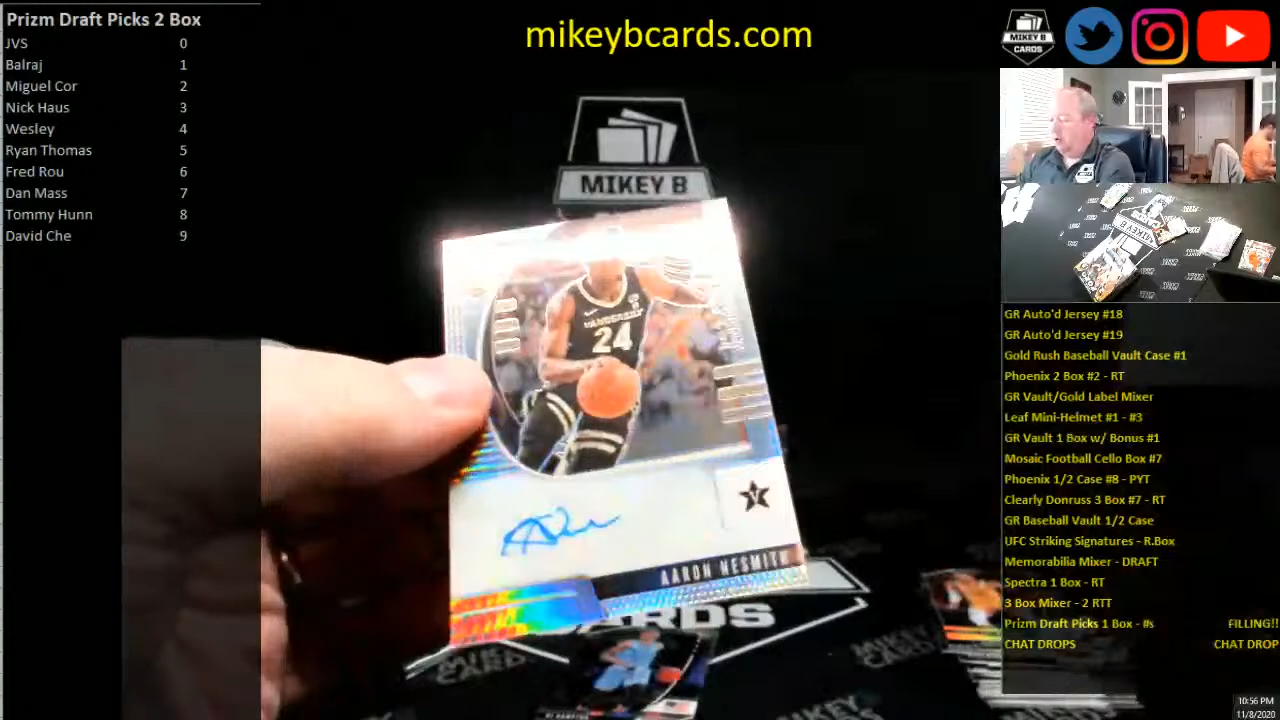 Prizm Draft Picks 2 Box
JVS 0
Balraj 1
Miguel Cor 2
Nick Haus 3
Wesley 4
Ryan Thomas 5
Fred Rou 6
Dan Mass 7
Tommy Hunn 8
David Che 9
mikeybcards.com
MIKEY B
CARDS
MIKEY B
VANDERBILT
24
AARON NESMITH
CARDS
GR Auto'd Jersey #18
GR Auto'd Jersey #19
Gold Rush Baseball Vault Case #1
Phoenix 2 Box #2 - RT
GR Vault/Gold Label Mixer
Leaf Mini-Helmet #1 - #3
GR Vault 1 Box w/ Bonus #1
Mosaic Football Cello Box #7
Phoenix 1/2 Case #8 - PYT
Clearly Donruss 3 Box #7 - RT
GR Baseball Vault 1/2 Case
UFC Striking Signatures - R.Box
Memorabilia Mixer - DRAFT
Spectra 1 Box - RT
3 Box Mixer - 2 RTT
Prizm Draft Picks 1 Box - #s FILLING!!
CHAT DROPS CHAT DROP
10:56 PM
11/8/2020